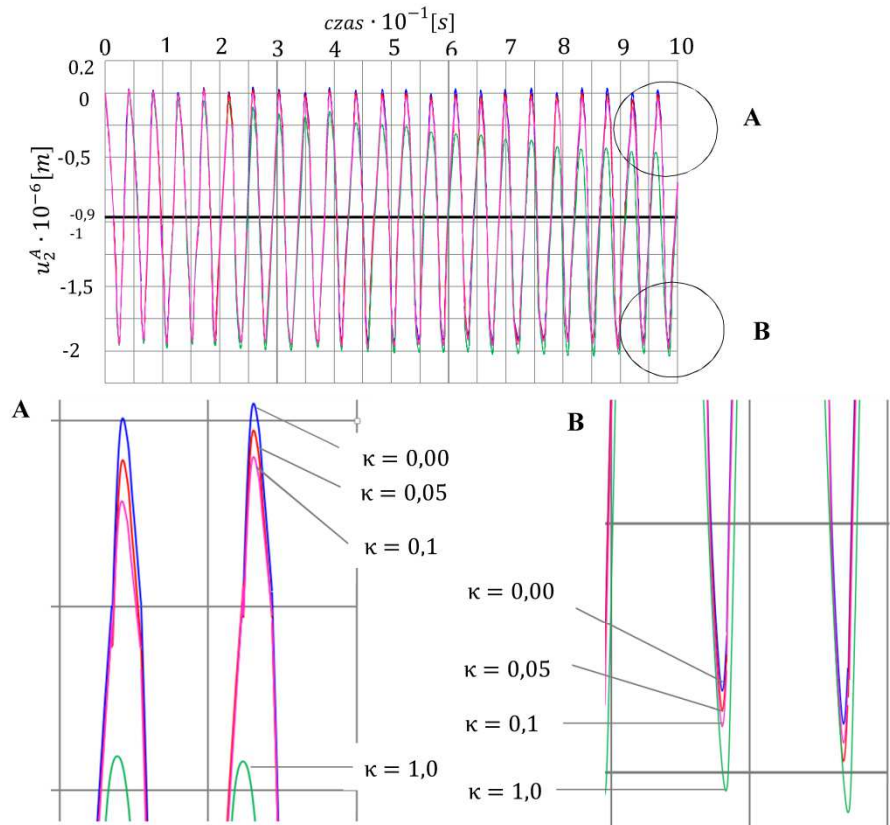 czas · 10⁻¹[s]
0 1 2 3 4 5 6 7 8 9 10
u₂ᴬ · 10⁻⁶[m]
0.2
0
-0,5
-0,9
-1
-1,5
-2
A
B
A
κ = 0,00
κ = 0,05
κ = 0,1
κ = 1,0
B
κ = 0,00
κ = 0,05
κ = 0,1
κ = 1,0